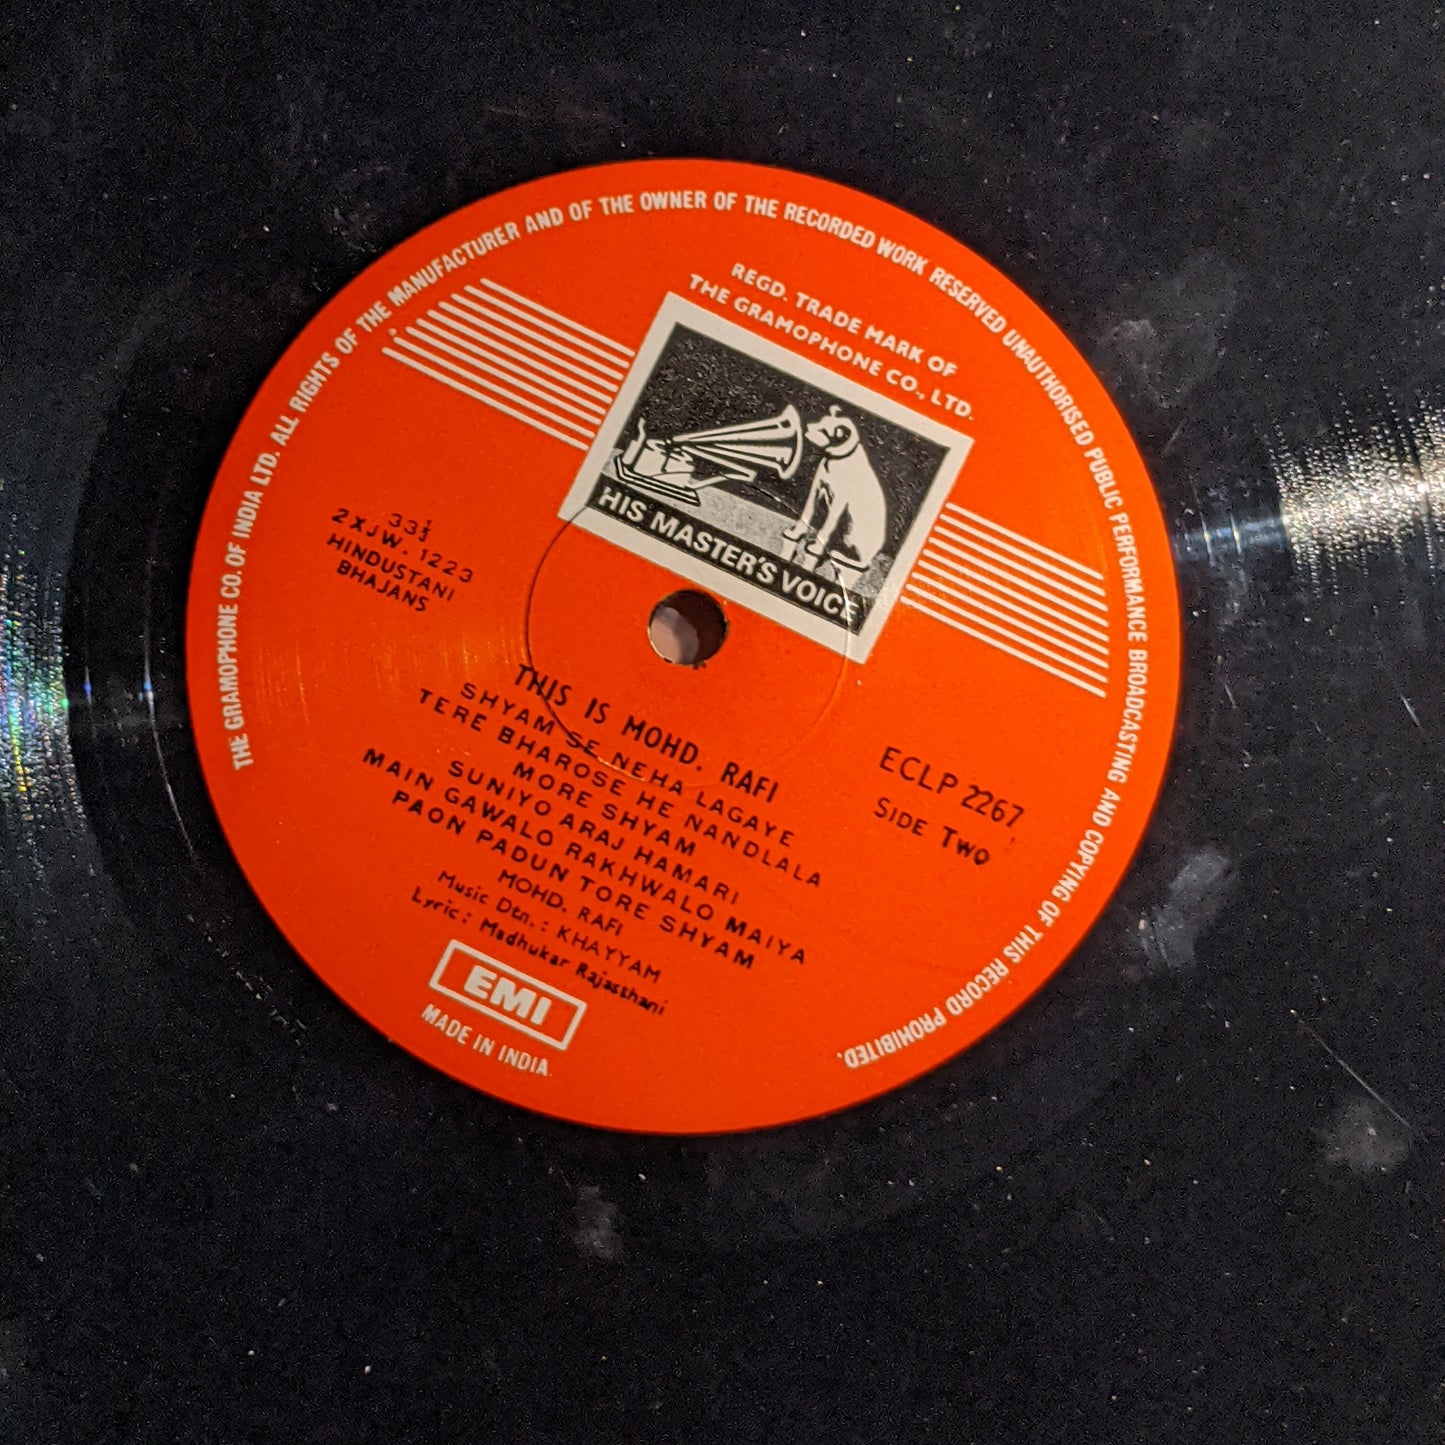 THE GRAMOPHONE CO. OF INDIA LTD. ALL RIGHTS OF THE MANUFACTURER AND OF THE OWNER OF THE RECORDED WORK RESERVED UNAUTHORISED PUBLIC PERFORMANCE BROADCASTING AND COPYING OF THIS RECORD PROHIBITED.
REGD. TRADE MARK OF
THE GRAMOPHONE CO., LTD.
HIS MASTER'S VOICE
33⅓
2XJW. 1223
HINDUSTANI
BHAJANS
ECLP 2267
SIDE TWO
THIS IS MOHD. RAFI
SHYAM SE NEHA LAGAYE
TERE BHAROSE HE NANDLALA
MORE SHYAM
SUNIYO ARAJ HAMARI
MAIN GAWALO RAKHWALO MAIYA
PAON PADUN TORE SHYAM
MOHD. RAFI
Music Dtn.: KHAYYAM
Lyric: Madhukar Rajasthani
EMI
MADE IN INDIA